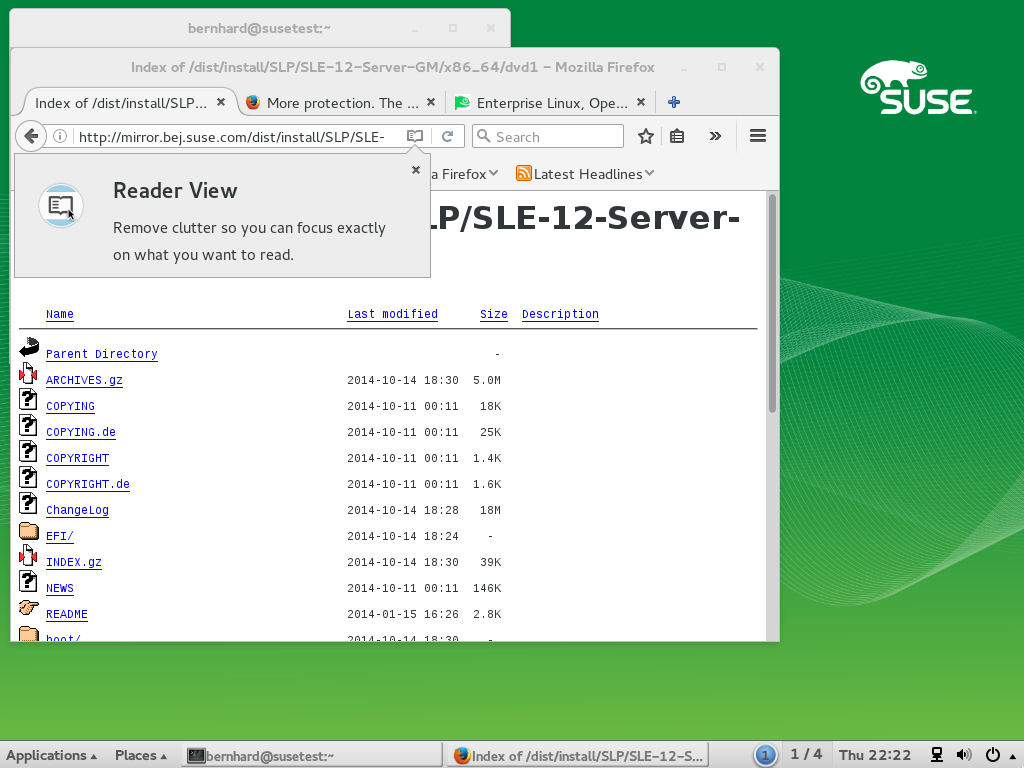 bernhard@susetest:~
Index of /dist/install/SLP/SLE-12-Server-GM/x86_64/dvd1 - Mozilla Firefox
Index of /dist/install/SLP... More protection. The ... Enterprise Linux, Ope...
http://mirror.bej.suse.com/dist/install/SLP/SLE- Search
a Firefox Latest Headlines
Reader View
Remove clutter so you can focus exactly
on what you want to read.
LP/SLE-12-Server-
SUSE
Name Last modified Size Description
Parent Directory -
ARCHIVES.gz 2014-10-14 18:30 5.0M
COPYING 2014-10-11 00:11 18K
COPYING.de 2014-10-11 00:11 25K
COPYRIGHT 2014-10-11 00:11 1.4K
COPYRIGHT.de 2014-10-11 00:11 1.6K
ChangeLog 2014-10-14 18:28 18M
EFI/ 2014-10-14 18:24 -
INDEX.gz 2014-10-14 18:30 39K
NEWS 2014-10-11 00:11 146K
README 2014-01-15 16:26 2.8K
boot/ 2014-10-14 18:30 -
Applications Places bernhard@susetest:~ Index of /dist/install/SLP/SLE-12-S... 1 1 / 4 Thu 22:22